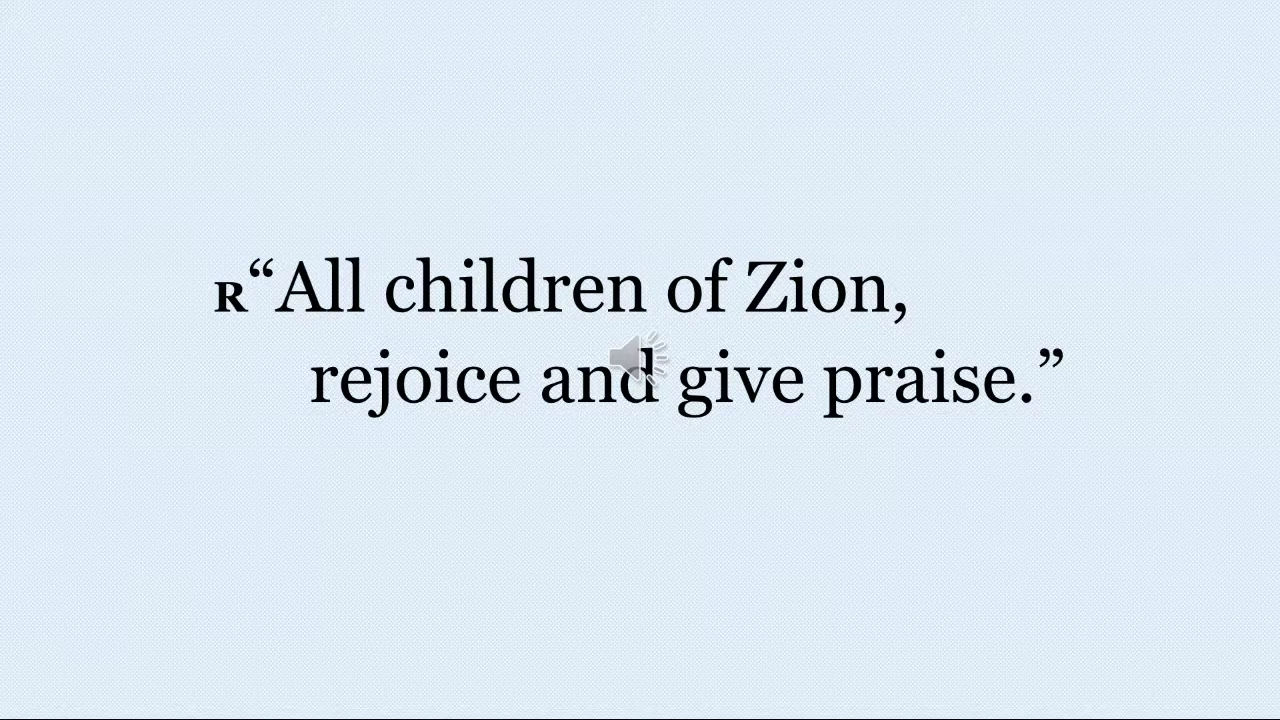 R“All children of Zion,
rejoice and give praise.”